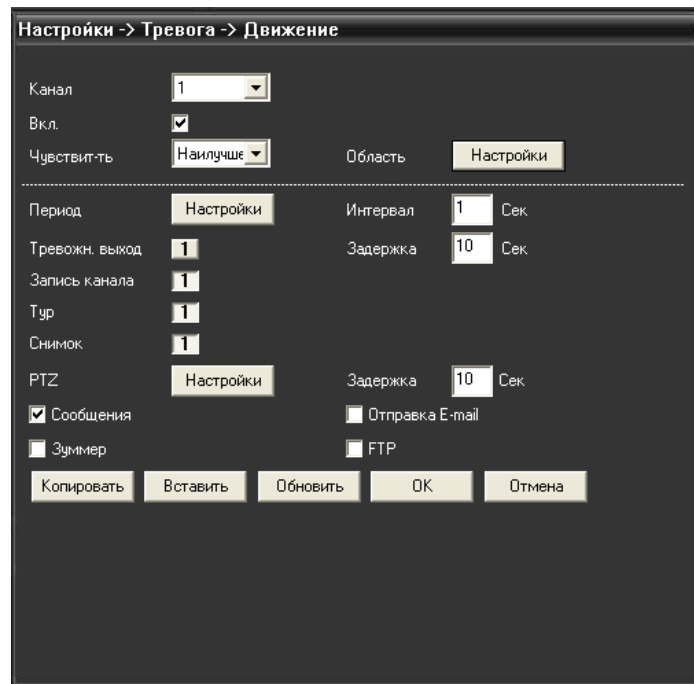 Настройки -> Тревога -> Движение
Канал 1
Вкл.
Чувствит-ть Наилучше Область Настройки
Период Настройки Интервал 1 Сек
Тревожн. выход 1 Задержка 10 Сек
Запись канала 1
Тур 1
Снимок 1
PTZ Настройки Задержка 10 Сек
Сообщения Отправка E-mail
Зуммер FTP
Копировать Вставить Обновить OK Отмена